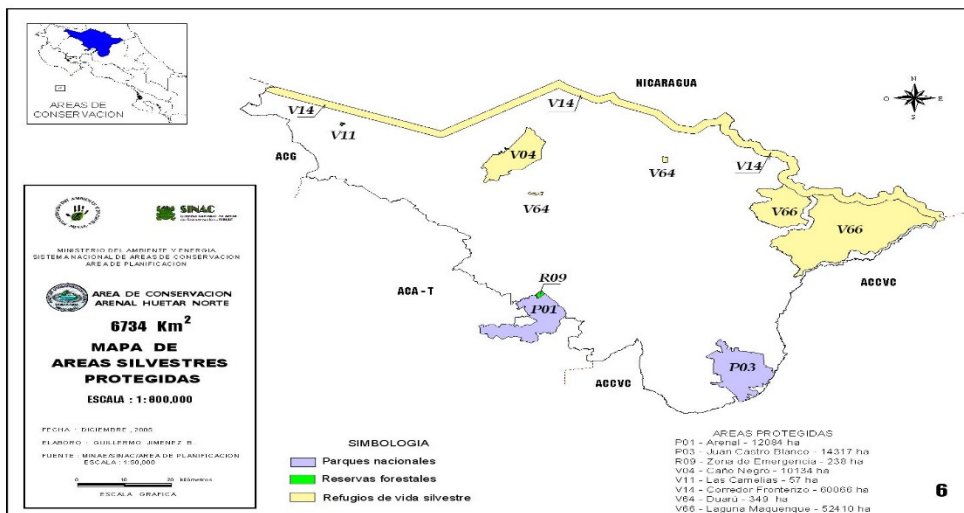 AREAS DE
CONSERVACION
NICARAGUA
N
O
E
S
V14
V14
V11
ACG
V04
V64
V14
V64
V66
V66
ACCVC
R09
ACA - T
P01
P03
ACCVC
SINAC
MINISTERIO DEL AMBIENTE Y ENERGIA
SISTEMA NACIONAL DE AREAS DE CONSERVACION
AREA DE PLANIFICACION
AREA DE CONSERVACION
ARENAL HUETAR NORTE
6734 Km²
MAPA DE
AREAS SILVESTRES
PROTEGIDAS
ESCALA : 1: 800,000
FECHA : DICIEMBRE , 2005
ELABORO : GUILLERMO JIMENEZ B.
FUENTE : MINAE/SINAC/AREA DE PLANIFICACION
ESCALA : 1:50,000
0 10 20 kilómetros
ESCALA GRAFICA
SIMBOLOGIA
Parques nacionales
Reservas forestales
Refugios de vida silvestre
AREAS PROTEGIDAS
P01 - Arenal - 12084 ha
P03 - Juan Castro Blanco - 14317 ha
R09 - Zona de Emergencia - 238 ha
V04 - Caño Negro - 10134 ha
V11 - Las Camelias - 57 ha
V14 - Corredor Fronterizo - 60066 ha
V64 - Duarú - 349 ha
V66 - Laguna Maquenque - 52410 ha
6